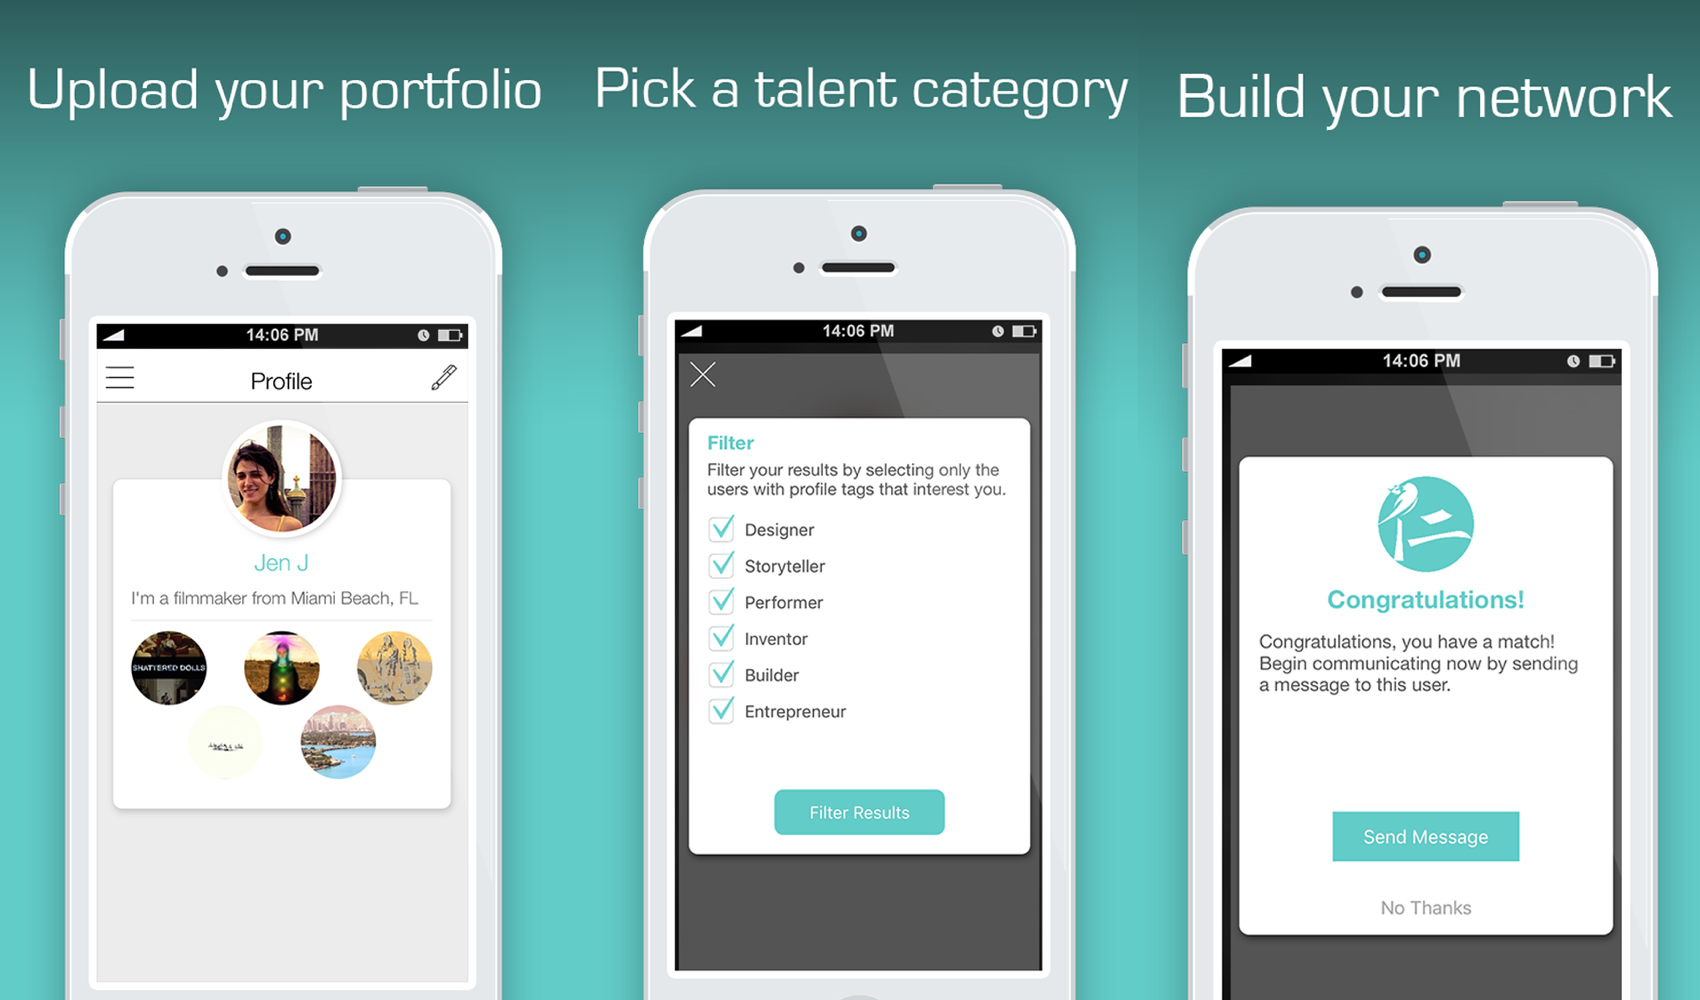 Upload your portfolio
14:06 PM
Profile
Jen J
I'm a filmmaker from Miami Beach, FL
SHATTERED DOLLS
Pick a talent category
14:06 PM
Filter
Filter your results by selecting only the
users with profile tags that interest you.
Designer
Storyteller
Performer
Inventor
Builder
Entrepreneur
Filter Results
Build your network
14:06 PM
仁
Congratulations!
Congratulations, you have a match!
Begin communicating now by sending
a message to this user.
Send Message
No Thanks